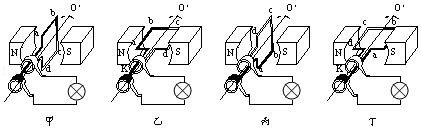 b O' a N S c d
b c O' a N d S K
c O' d N S b a
c b O' d N a S K
甲 乙 丙 丁